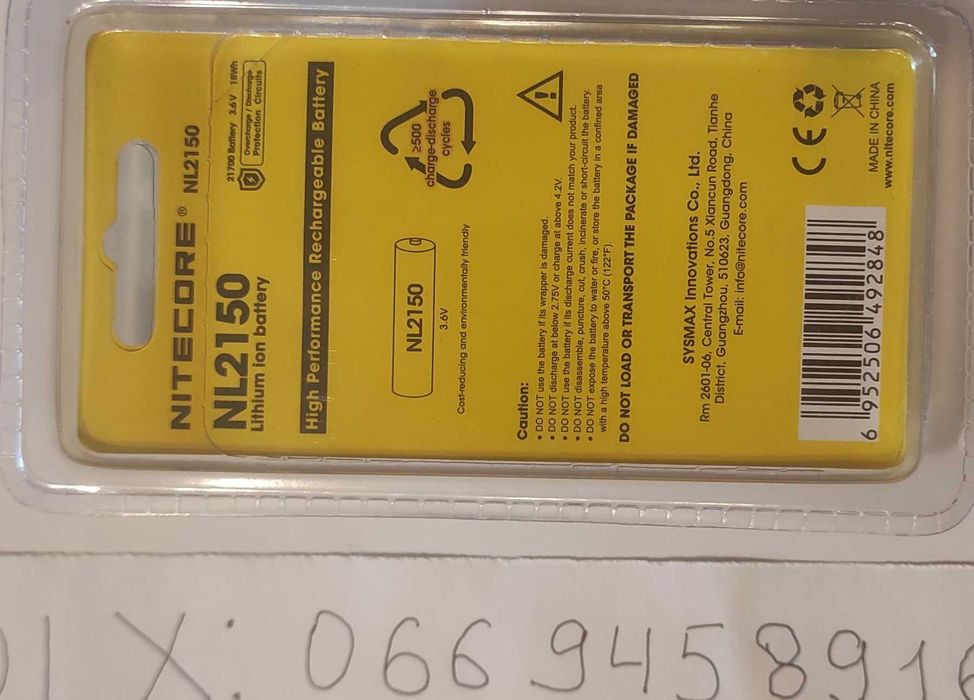 NITECORE® NL2150
NL2150
Lithium ion battery
21700 Battery 3.6V 18Wh
Overcharge / Discharge
Protection Circuits
High Performance Rechargeable Battery
NL2150
3.6V
≥500
charge-discharge
cycles
Cost-reducing and environmentally friendly
Caution:
• DO NOT use the battery if its wrapper is damaged.
• DO NOT discharge at below 2.75V or charge at above 4.2V.
• DO NOT use the battery if its discharge current does not match your product.
• DO NOT disassemble, puncture, cut, crush, incinerate or short-circuit the battery.
• DO NOT expose the battery to water or fire, or store the battery in a confined area
with a high temperature above 50°C (122°F).
DO NOT LOAD OR TRANSPORT THE PACKAGE IF DAMAGED
SYSMAX Innovations Co., Ltd.
Rm 2601-06, Central Tower, No.5 Xiancun Road, Tianhe
District, Guangzhou, 510623, Guangdong, China
E-mail: info@nitecore.com
6 952506 492848
CE
MADE IN CHINA
www.nitecore.com
OLX: 066 9458916